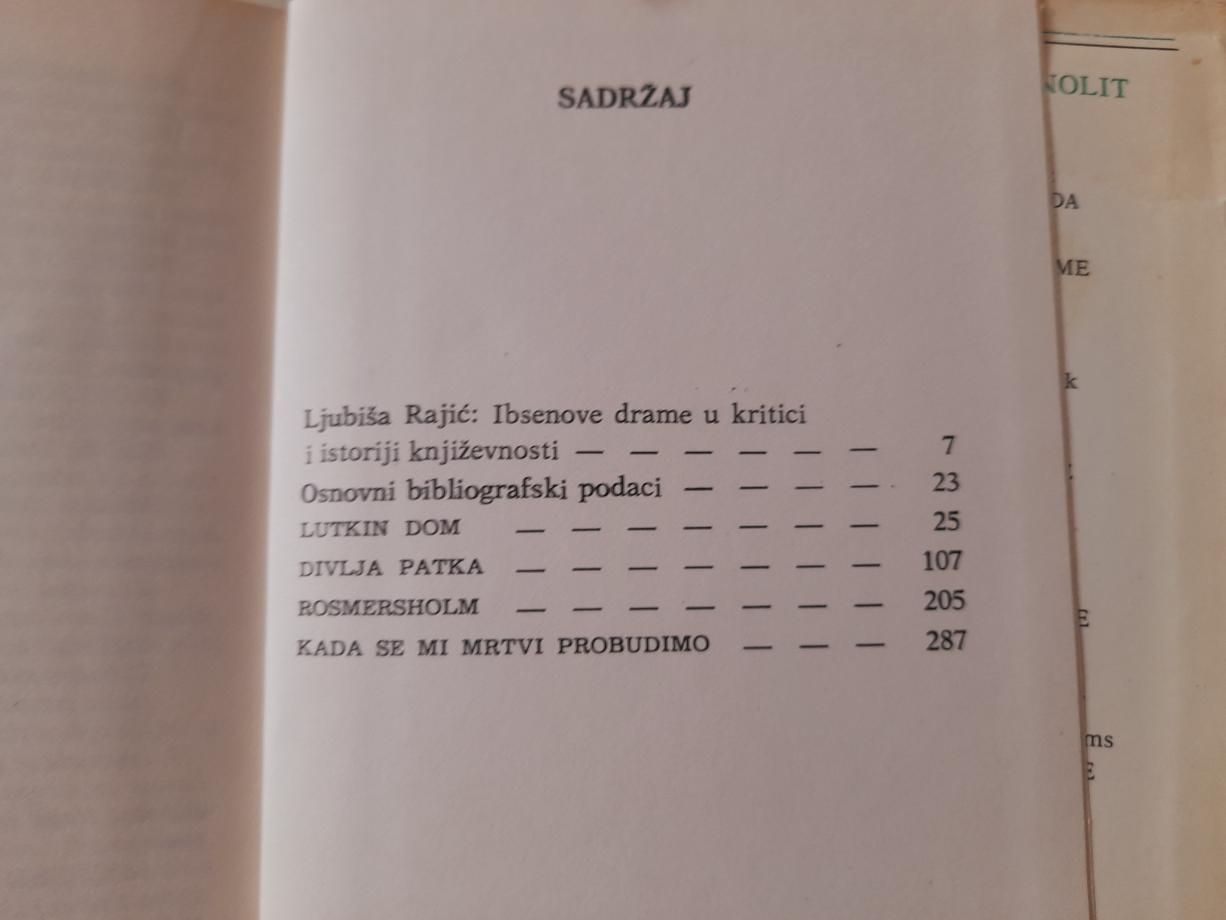 SADRŽAJ
Ljubiša Rajić: Ibsenove drame u kritici
i istoriji književnosti — — — — — — 7
Osnovni bibliografski podaci — — — — 23
LUTKIN DOM — — — — — — — 25
DIVLJA PATKA — — — — — — — 107
ROSMERSHOLM — — — — — — — 205
KADA SE MI MRTVI PROBUDIMO — — — 287
NOLIT